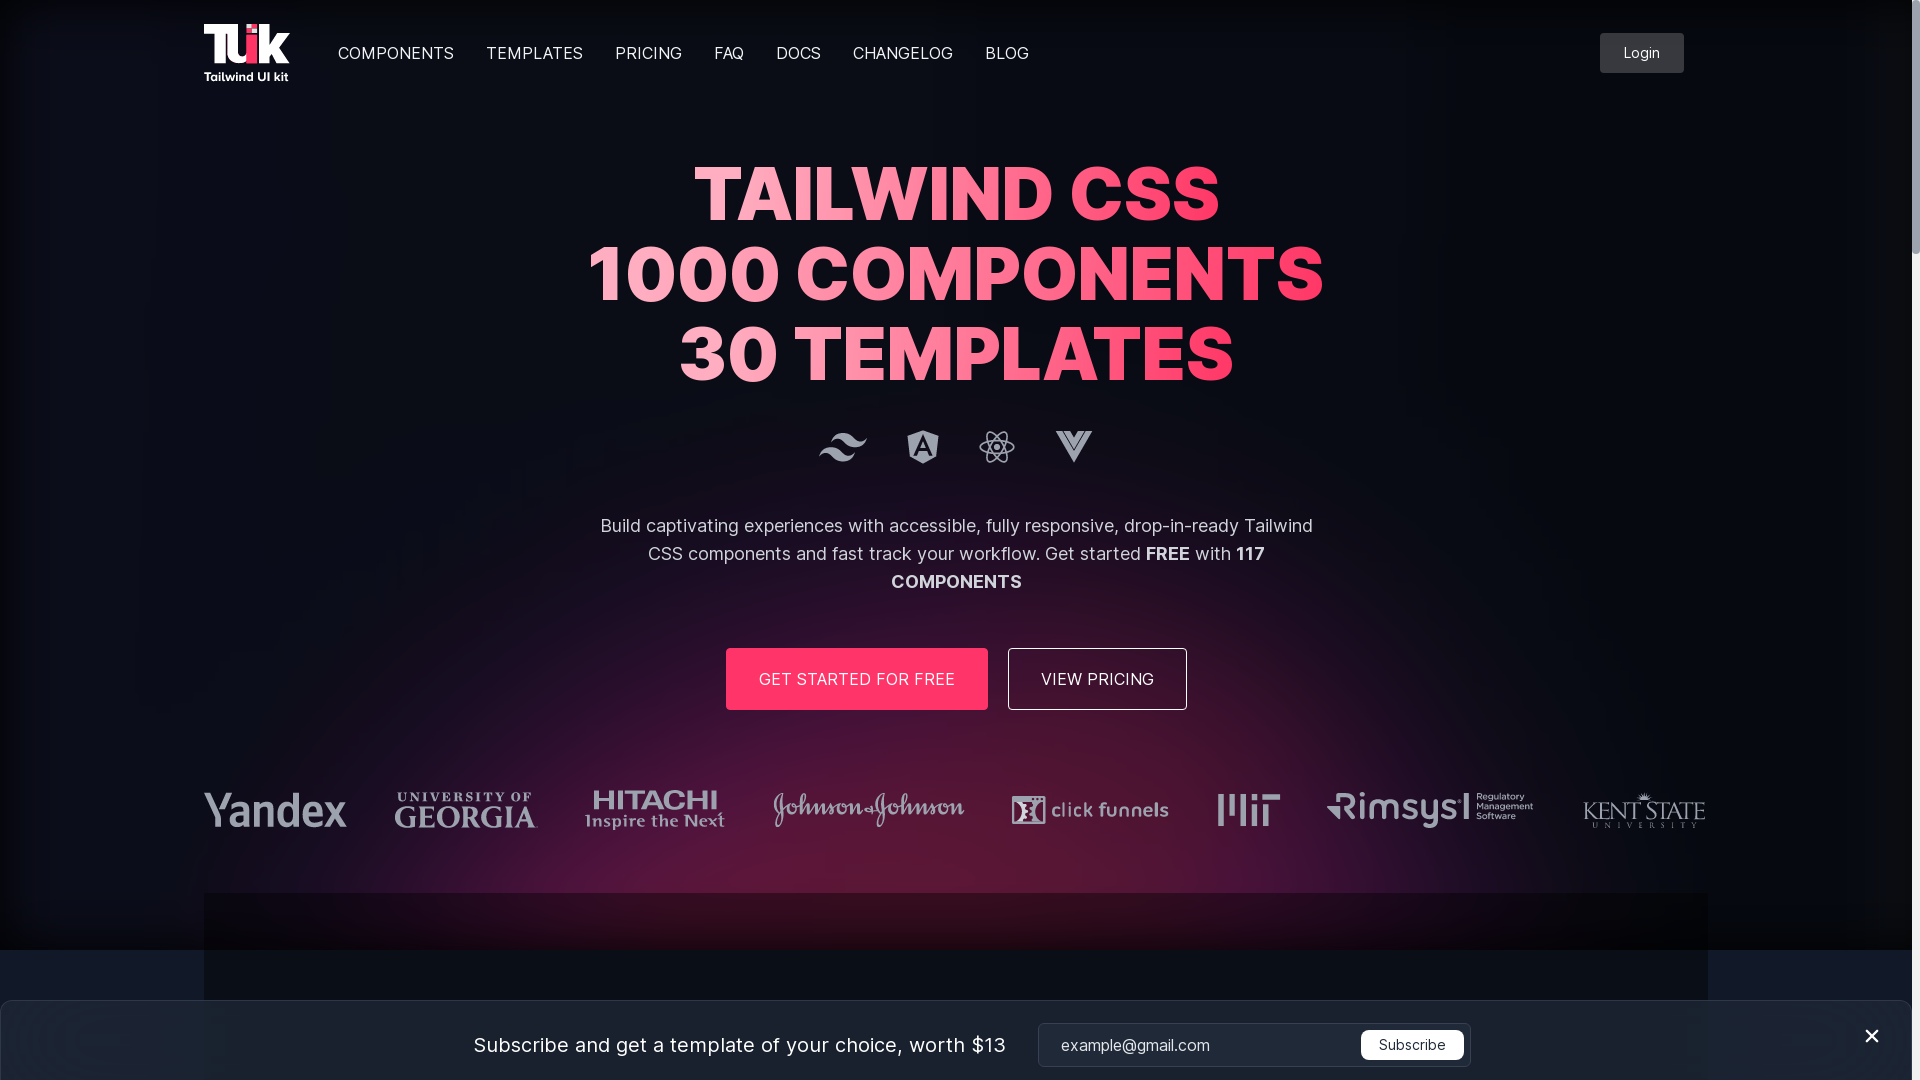 TUK
Tailwind UI kit
COMPONENTS TEMPLATES PRICING FAQ DOCS CHANGELOG BLOG
Login
TAILWIND CSS
1000 COMPONENTS
30 TEMPLATES
Build captivating experiences with accessible, fully responsive, drop-in-ready Tailwind
CSS components and fast track your workflow. Get started FREE with 117
COMPONENTS
GET STARTED FOR FREE
VIEW PRICING
Yandex
UNIVERSITY OF
GEORGIA
HITACHI
Inspire the Next
Johnson & Johnson
click funnels
MIT
Rimsys
Regulatory
Management
Software
KENT STATE
UNIVERSITY
Subscribe and get a template of your choice, worth $13
example@gmail.com
Subscribe